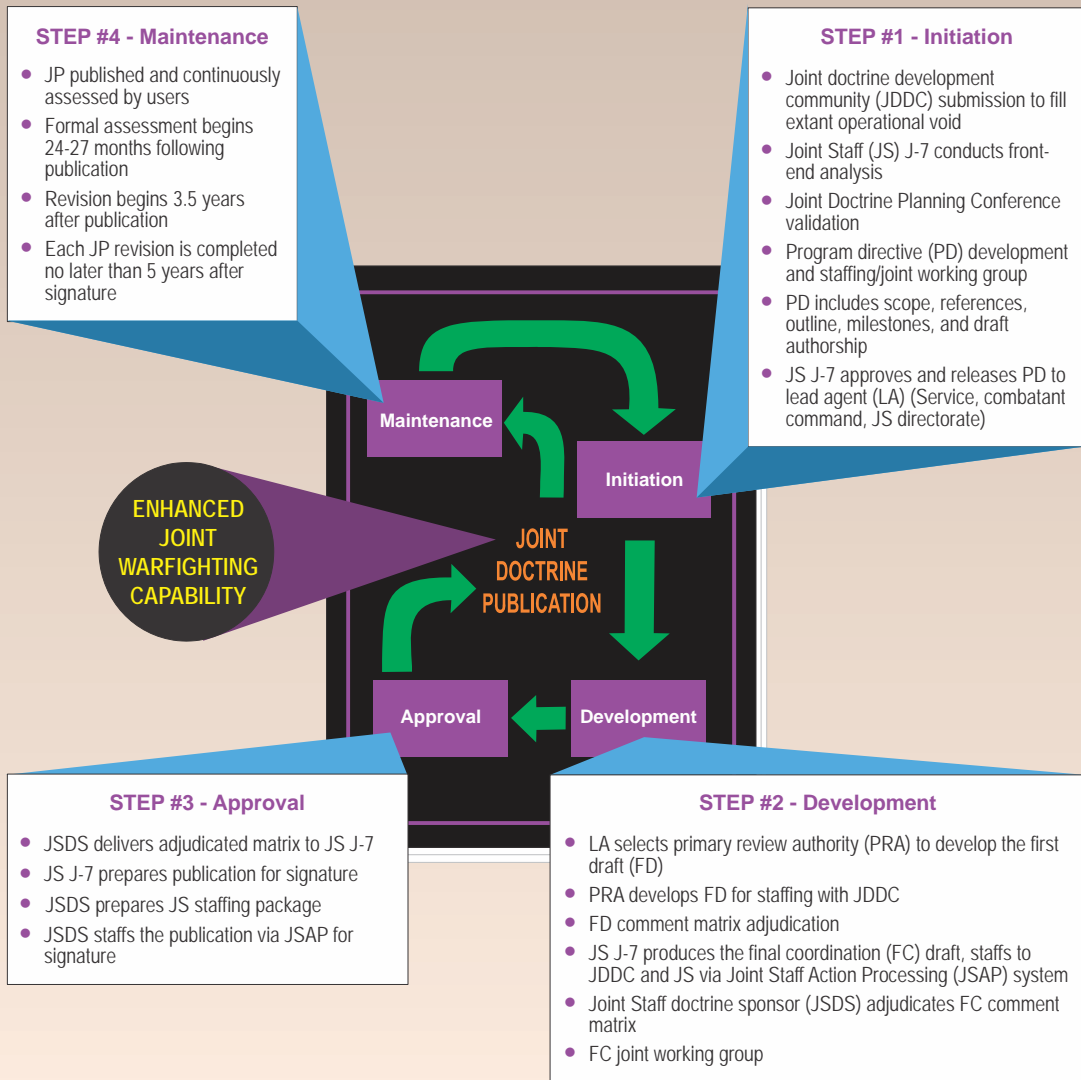 STEP #4 - Maintenance
• JP published and continuously
assessed by users
• Formal assessment begins
24-27 months following
publication
• Revision begins 3.5 years
after publication
• Each JP revision is completed
no later than 5 years after
signature
STEP #1 - Initiation
• Joint doctrine development
community (JDDC) submission to fill
extant operational void
• Joint Staff (JS) J-7 conducts front-
end analysis
• Joint Doctrine Planning Conference
validation
• Program directive (PD) development
and staffing/joint working group
• PD includes scope, references,
outline, milestones, and draft
authorship
• JS J-7 approves and releases PD to
lead agent (LA) (Service, combatant
command, JS directorate)
Maintenance
Initiation
ENHANCED
JOINT
WARFIGHTING
CAPABILITY
JOINT
DOCTRINE
PUBLICATION
Approval
Development
STEP #3 - Approval
• JSDS delivers adjudicated matrix to JS J-7
• JS J-7 prepares publication for signature
• JSDS prepares JS staffing package
• JSDS staffs the publication via JSAP for
signature
STEP #2 - Development
• LA selects primary review authority (PRA) to develop the first
draft (FD)
• PRA develops FD for staffing with JDDC
• FD comment matrix adjudication
• JS J-7 produces the final coordination (FC) draft, staffs to
JDDC and JS via Joint Staff Action Processing (JSAP) system
• Joint Staff doctrine sponsor (JSDS) adjudicates FC comment
matrix
• FC joint working group